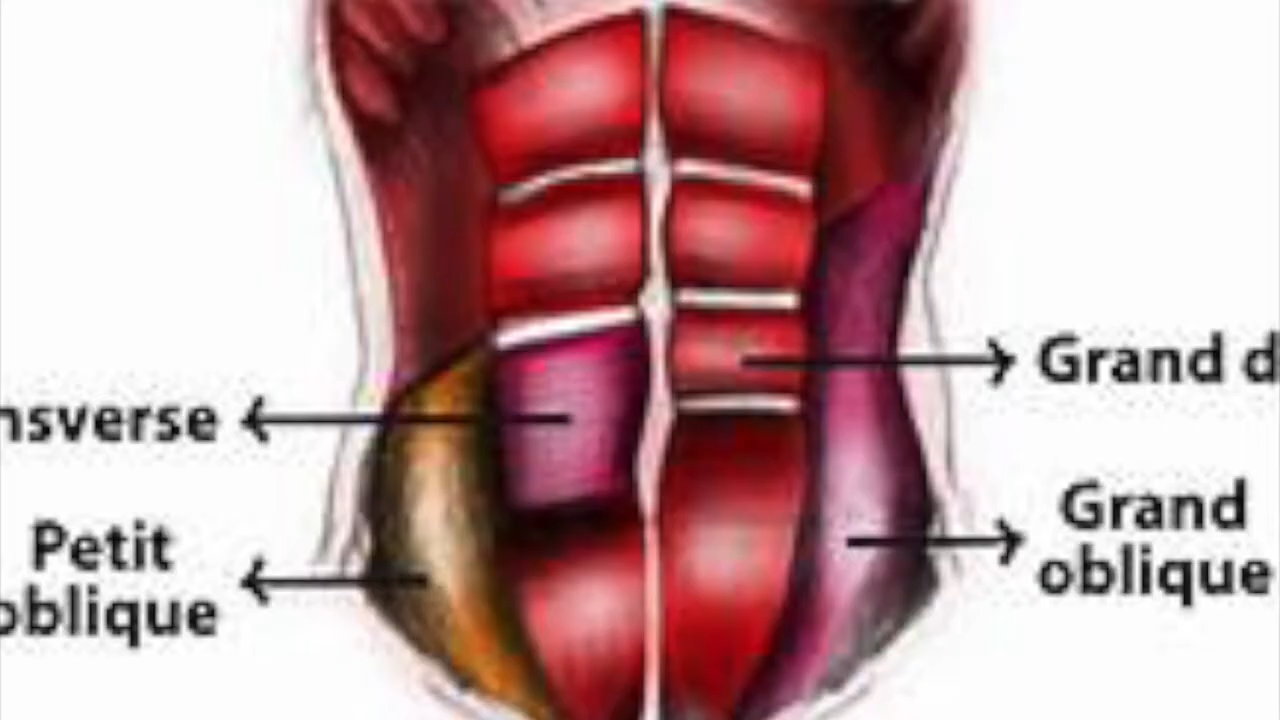 Grand d
nsverse
Grand
oblique
Petit
oblique